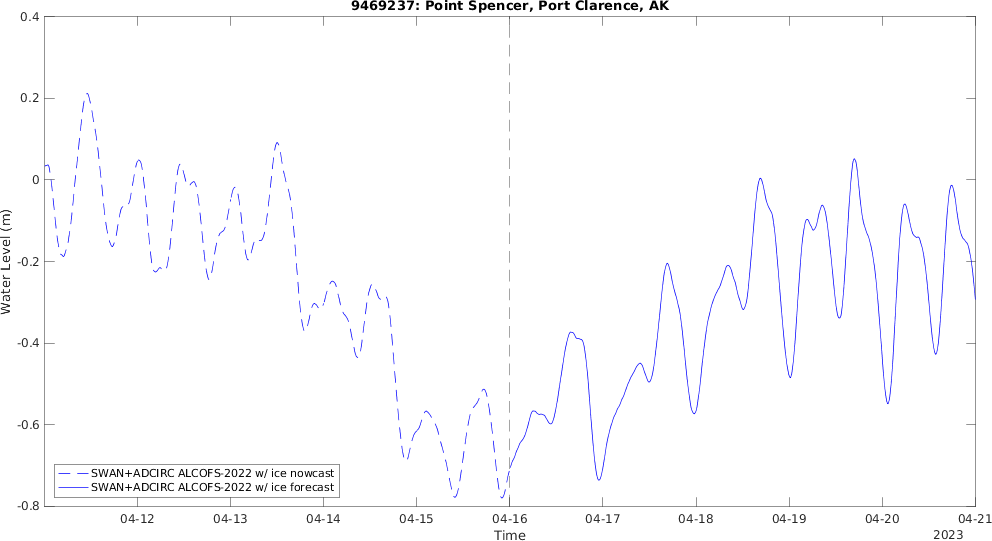 9469237: Point Spencer, Port Clarence, AK
0.4
0.2
0
-0.2
-0.4
-0.6
-0.8
Water Level (m)
SWAN+ADCIRC ALCOFS-2022 w/ ice nowcast
SWAN+ADCIRC ALCOFS-2022 w/ ice forecast
04-12 04-13 04-14 04-15 04-16 04-17 04-18 04-19 04-20 04-21
Time
2023